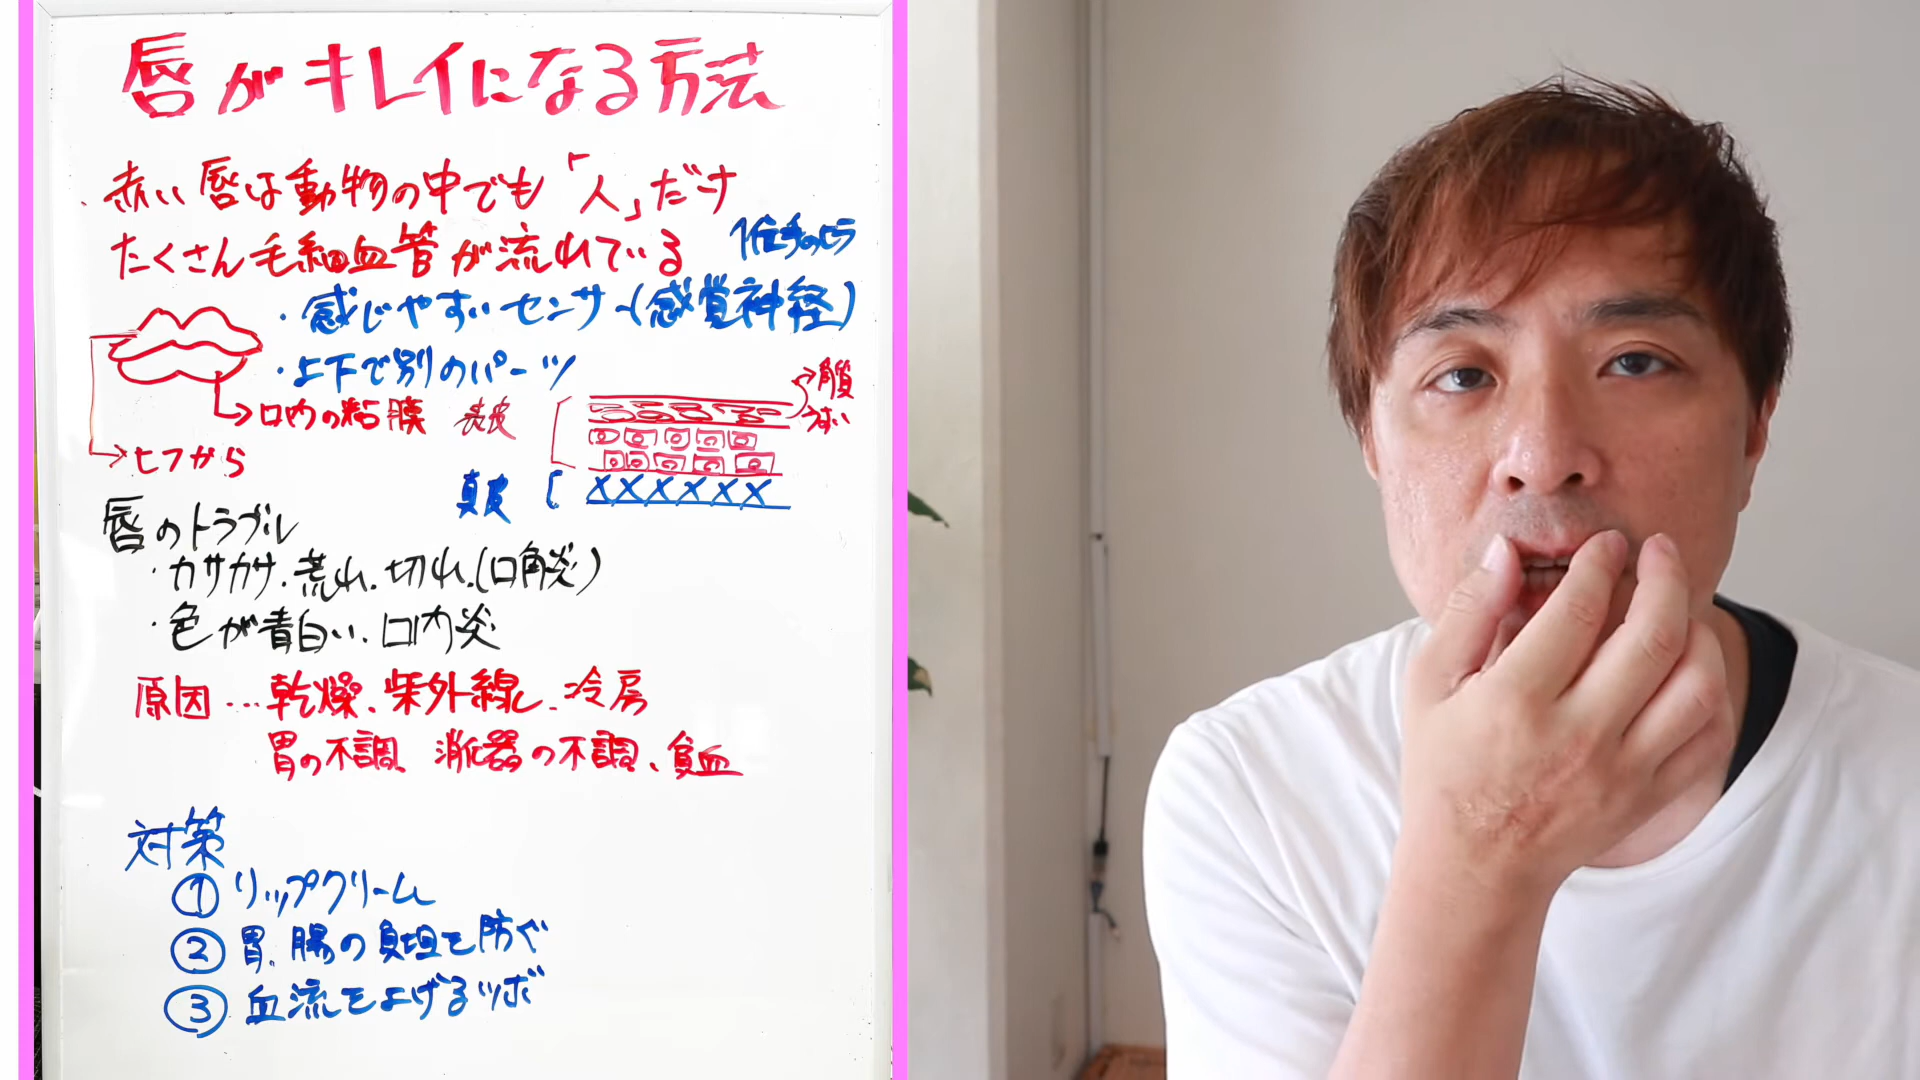 唇がキレイになる方法
赤い唇は動物の中でも「人」だけ
たくさん毛細血管が流れている
1位手のヒラ
・感じやすいセンサー(感覚神経)
・上下で別のパーツ
→口内の粘膜
→ヒフから
表皮
角質
うすい
真皮
唇のトラブル
・カサカサ.荒れ.切れ.(口角炎)
・色が青白い.口内炎
原因…乾燥.紫外線.冷房
胃の不調、消化器の不調、貧血
対策
① リップクリーム
② 胃、腸の負担を防ぐ
③ 血流を上げるツボ